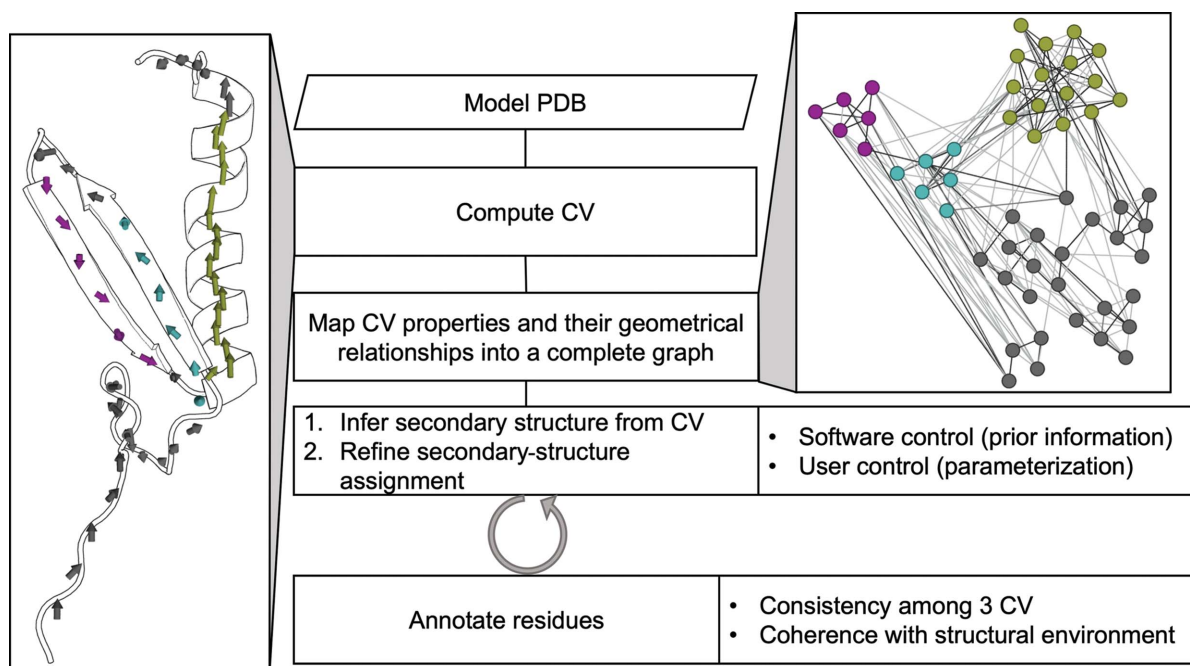 Model PDB
Compute CV
Map CV properties and their geometrical
relationships into a complete graph
1. Infer secondary structure from CV
2. Refine secondary-structure
assignment
• Software control (prior information)
• User control (parameterization)
Annotate residues
• Consistency among 3 CV
• Coherence with structural environment